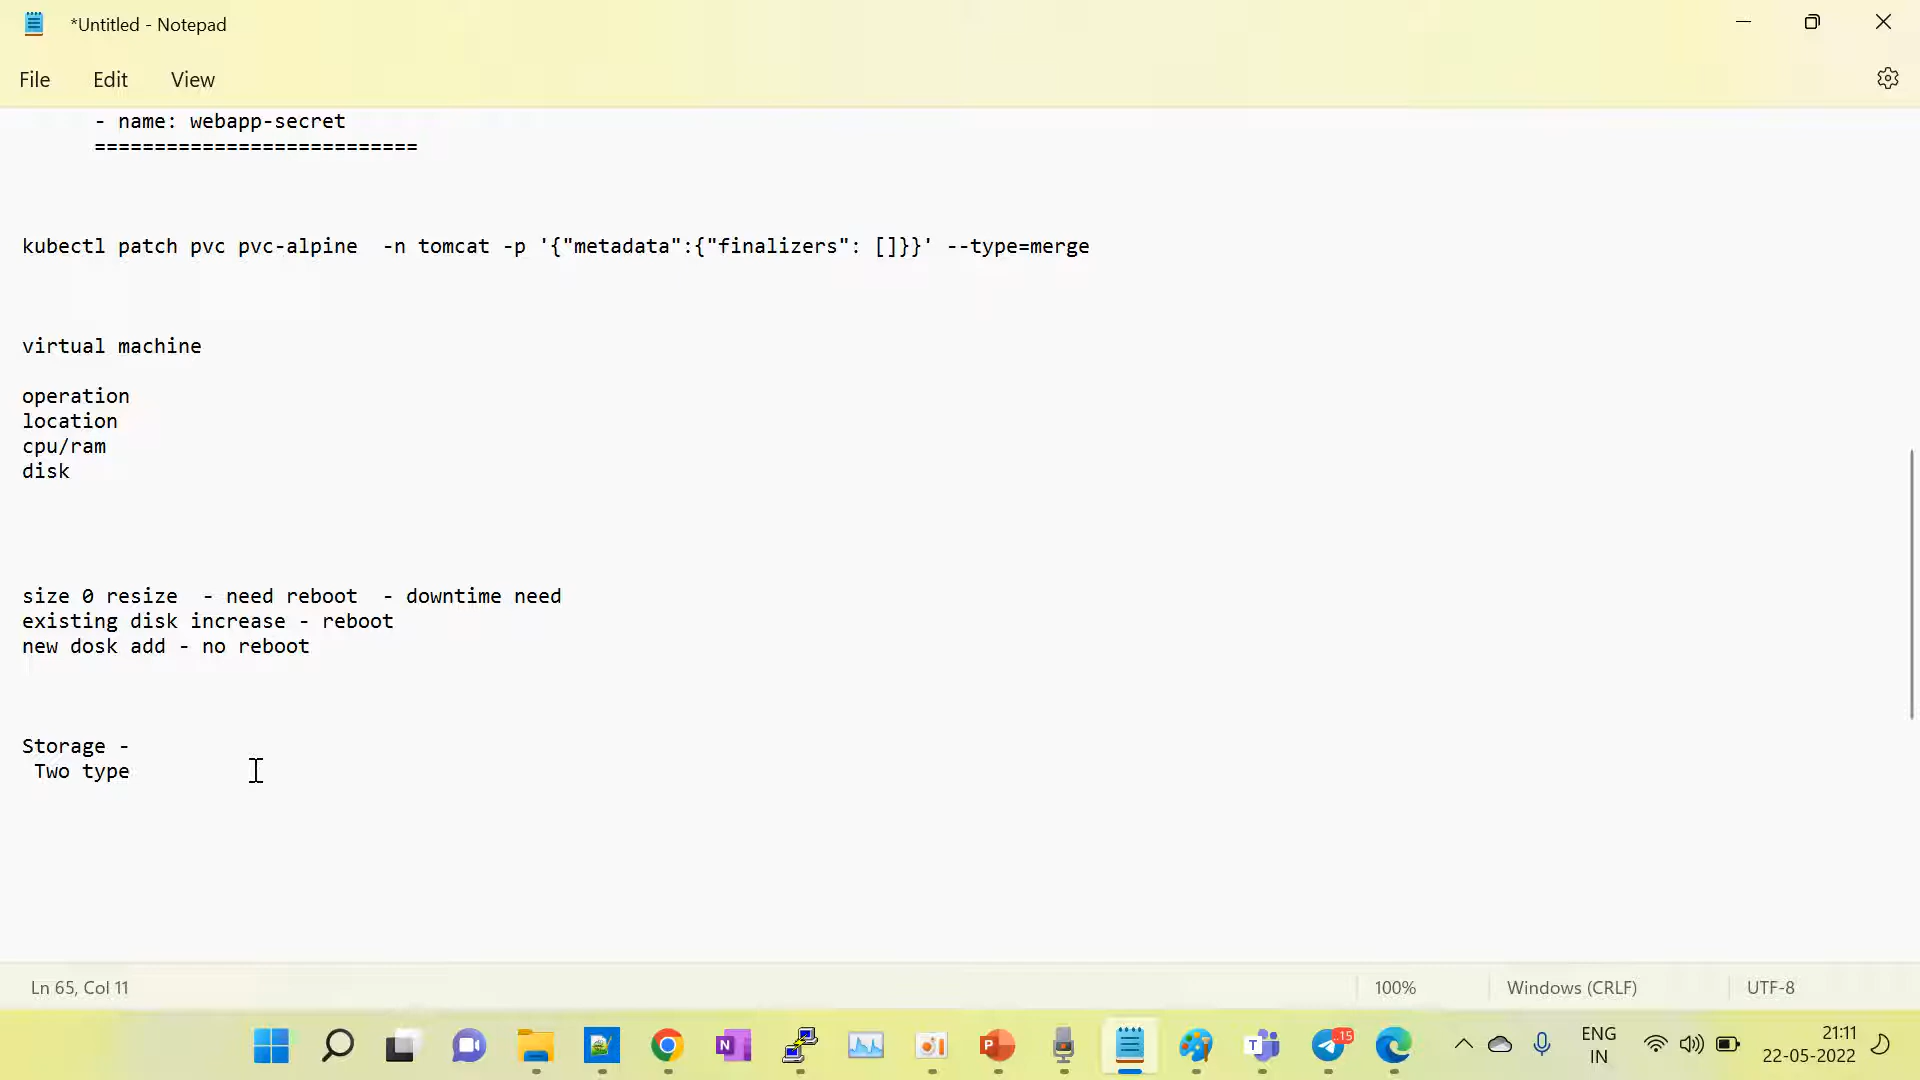 *Untitled - Notepad
File Edit View
- name: webapp-secret
===========================
kubectl patch pvc pvc-alpine  -n tomcat -p '{"metadata":{"finalizers": []}}' --type=merge
virtual machine
operation
location
cpu/ram
disk
size 0 resize  - need reboot  - downtime need
existing disk increase - reboot
new dosk add - no reboot
Storage -
Two type
Ln 65, Col 11 100% Windows (CRLF) UTF-8
15
ENG
IN
21:11
22-05-2022